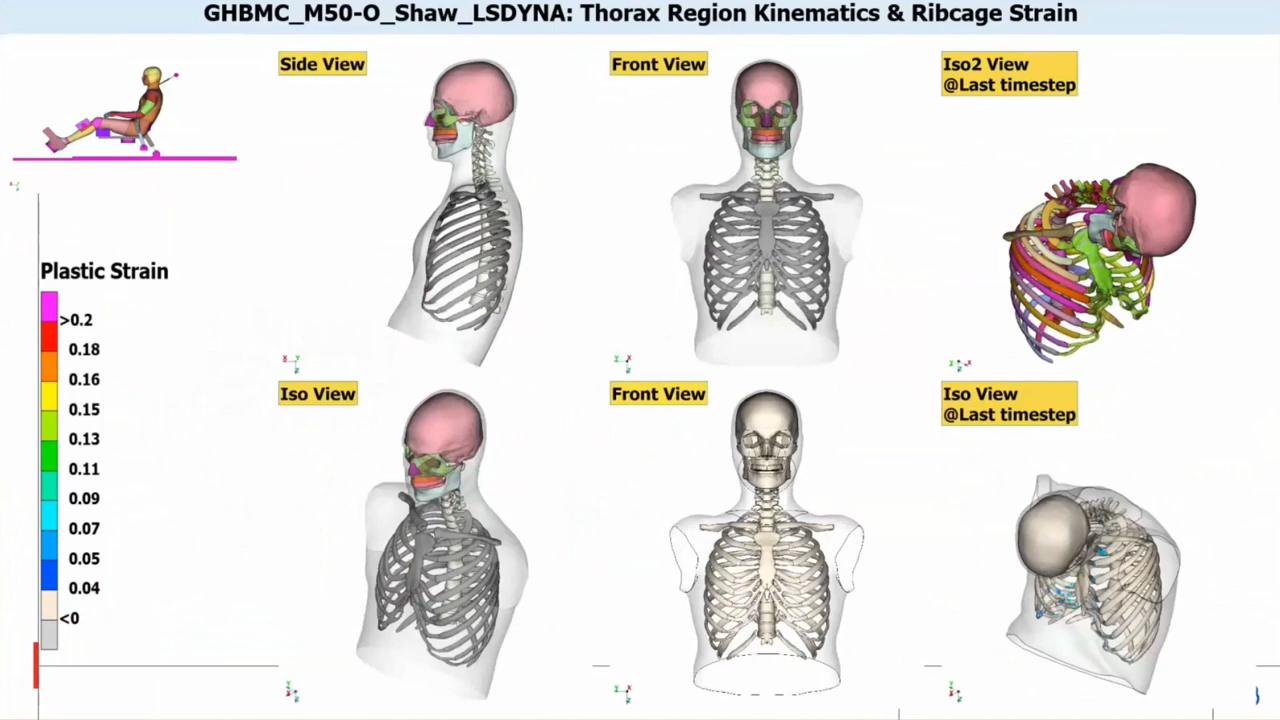 GHBMC_M50-O_Shaw_LSDYNA: Thorax Region Kinematics & Ribcage Strain
Side View
Front View
Iso2 View
@Last timestep
Plastic Strain
>0.2
0.18
0.16
0.15
0.13
0.11
0.09
0.07
0.05
0.04
<0
Iso View
Front View
Iso View
@Last timestep